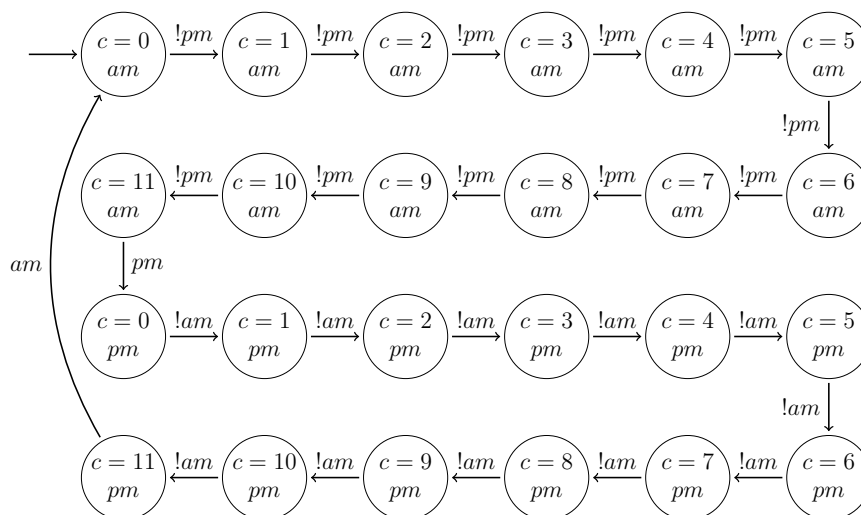 c = 0 !pm c = 1 !pm c = 2 !pm c = 3 !pm c = 4 !pm c = 5
am am am am am am
!pm
c = 11 !pm c = 10 !pm c = 9 !pm c = 8 !pm c = 7 !pm c = 6
am am am am am am
am pm
c = 0 !am c = 1 !am c = 2 !am c = 3 !am c = 4 !am c = 5
pm pm pm pm pm pm
!am
c = 11 !am c = 10 !am c = 9 !am c = 8 !am c = 7 !am c = 6
pm pm pm pm pm pm